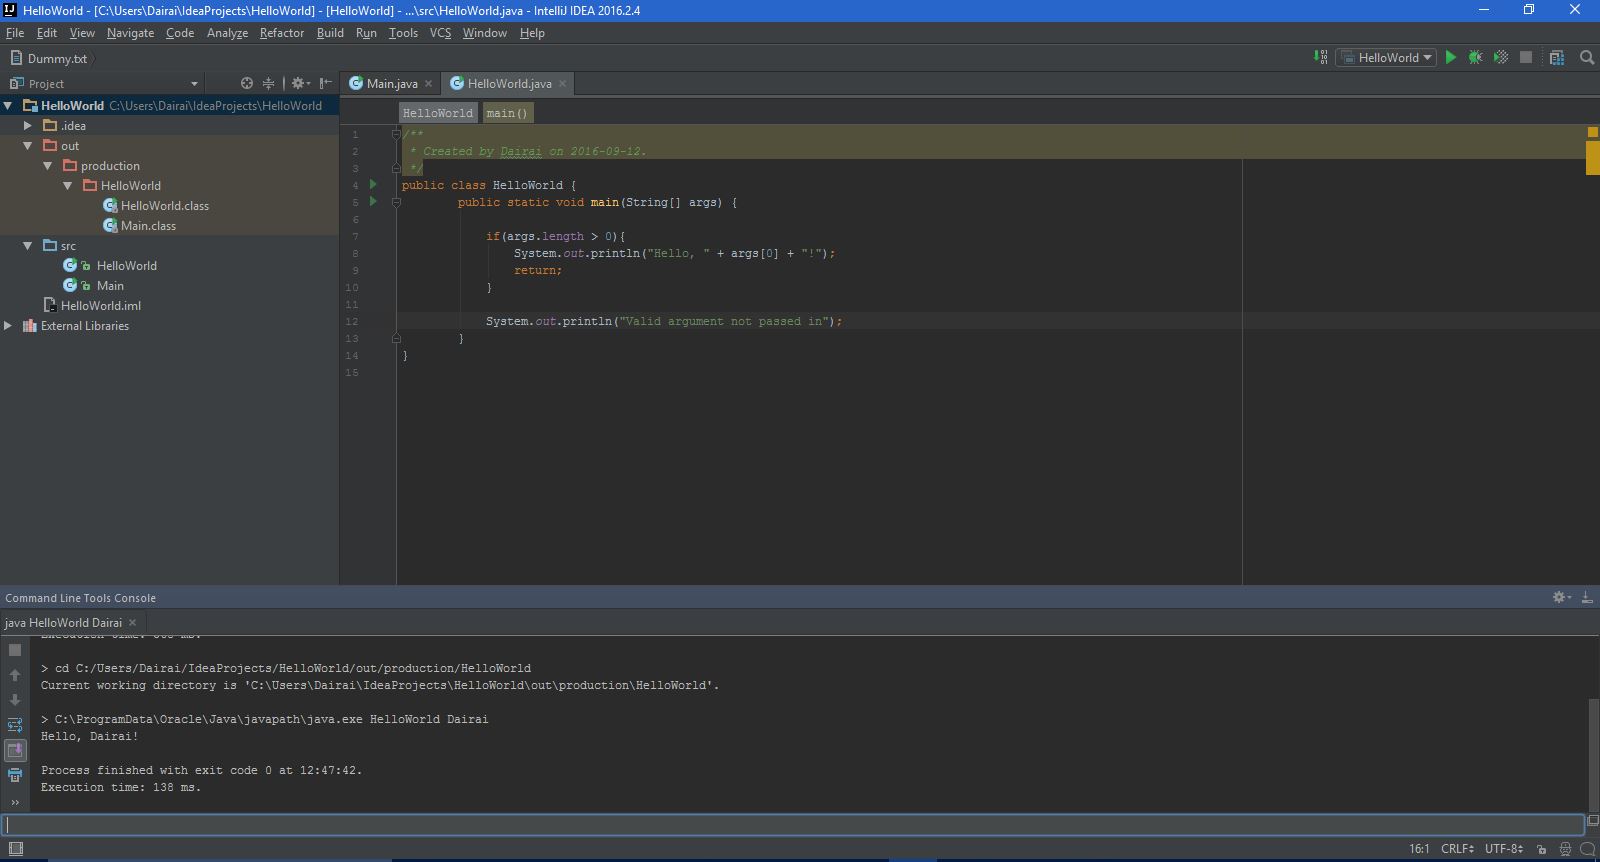 HelloWorld - [C:\Users\Dairai\IdeaProjects\HelloWorld] - [HelloWorld] - ...\src\HelloWorld.java - IntelliJ IDEA 2016.2.4
File Edit View Navigate Code Analyze Refactor Build Run Tools VCS Window Help
Dummy.txt
HelloWorld
Project
Main.java
HelloWorld.java
HelloWorld C:\Users\Dairai\IdeaProjects\HelloWorld
.idea
out
production
HelloWorld
HelloWorld.class
Main.class
src
HelloWorld
Main
HelloWorld.iml
External Libraries
HelloWorld main()
1 /**
2 * Created by Dairai on 2016-09-12.
3 */
4 public class HelloWorld {
5 public static void main(String[] args) {
6
7 if(args.length > 0){
8 System.out.println("Hello, " + args[0] + "!");
9 return;
10 }
11
12 System.out.println("Valid argument not passed in");
13 }
14 }
15
Command Line Tools Console
java HelloWorld Dairai
> cd C:/Users/Dairai/IdeaProjects/HelloWorld/out/production/HelloWorld
Current working directory is 'C:\Users\Dairai\IdeaProjects\HelloWorld\out\production\HelloWorld'.
> C:\ProgramData\Oracle\Java\javapath\java.exe HelloWorld Dairai
Hello, Dairai!
Process finished with exit code 0 at 12:47:42.
Execution time: 138 ms.
16:1 CRLF UTF-8